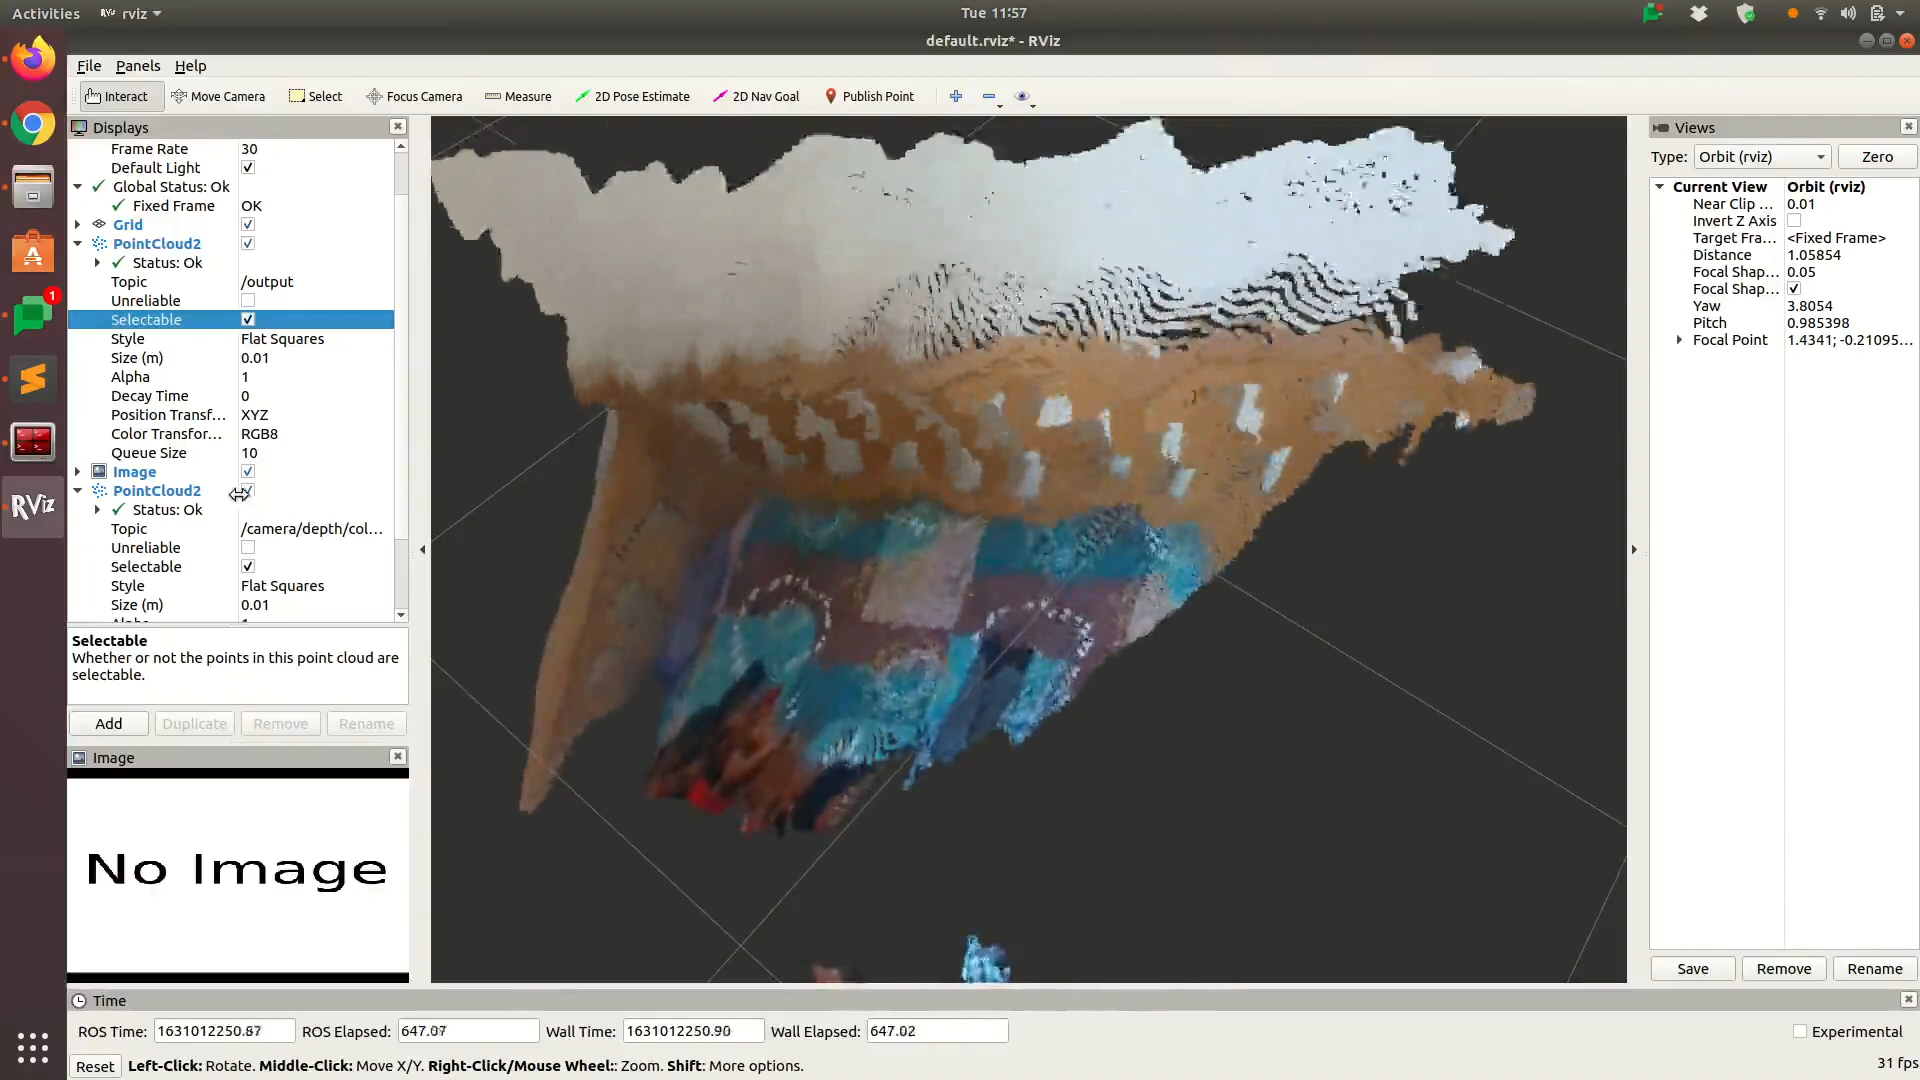 Activities rviz Tue 11:57
default.rviz* - RViz
File Panels Help
Interact Move Camera Select Focus Camera Measure 2D Pose Estimate 2D Nav Goal Publish Point
Displays
Frame Rate 30
Default Light
Global Status: Ok
Fixed Frame OK
Grid
PointCloud2
Status: Ok
Topic /output
Unreliable
Selectable
Style Flat Squares
Size (m) 0.01
Alpha 1
Decay Time 0
Position Transf... XYZ
Color Transfor... RGB8
Queue Size 10
Image
PointCloud2
Status: Ok
Topic /camera/depth/col...
Unreliable
Selectable
Style Flat Squares
Size (m) 0.01
Selectable
Whether or not the points in this point cloud are
selectable.
Add Duplicate Remove Rename
Image
No Image
Views
Type: Orbit (rviz) Zero
Current View Orbit (rviz)
Near Clip ... 0.01
Invert Z Axis
Target Fra... <Fixed Frame>
Distance 1.05854
Focal Shap... 0.05
Focal Shap...
Yaw 3.8054
Pitch 0.985398
Focal Point 1.4341; -0.21095...
Save Remove Rename
1
RViz
Time
ROS Time: ROS Elapsed: Wall Time: Wall Elapsed: Experimental
Reset Left-Click: Rotate. Middle-Click: Move X/Y. Right-Click/Mouse Wheel:: Zoom. Shift: More options. 31 fps